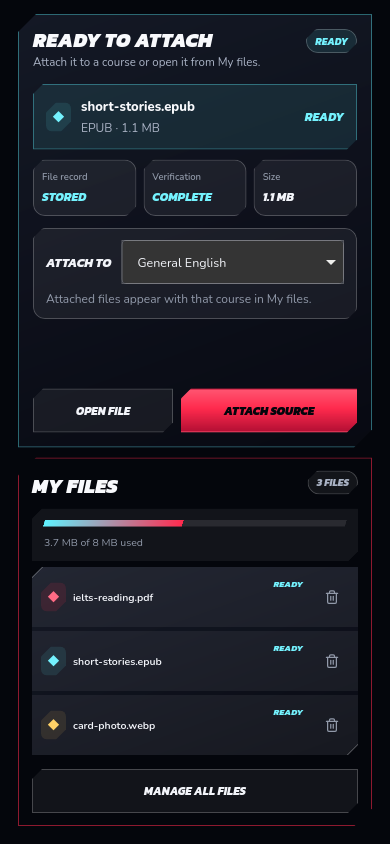 READY TO ATTACH
READY
Attach it to a course or open it from My files.
short-stories.epub
EPUB · 1.1 MB
READY
File record
STORED
Verification
COMPLETE
Size
1.1 MB
ATTACH TO
General English
Attached files appear with that course in My files.
OPEN FILE
ATTACH SOURCE
MY FILES
3 FILES
3.7 MB of 8 MB used
ielts-reading.pdf
READY
short-stories.epub
READY
card-photo.webp
READY
MANAGE ALL FILES